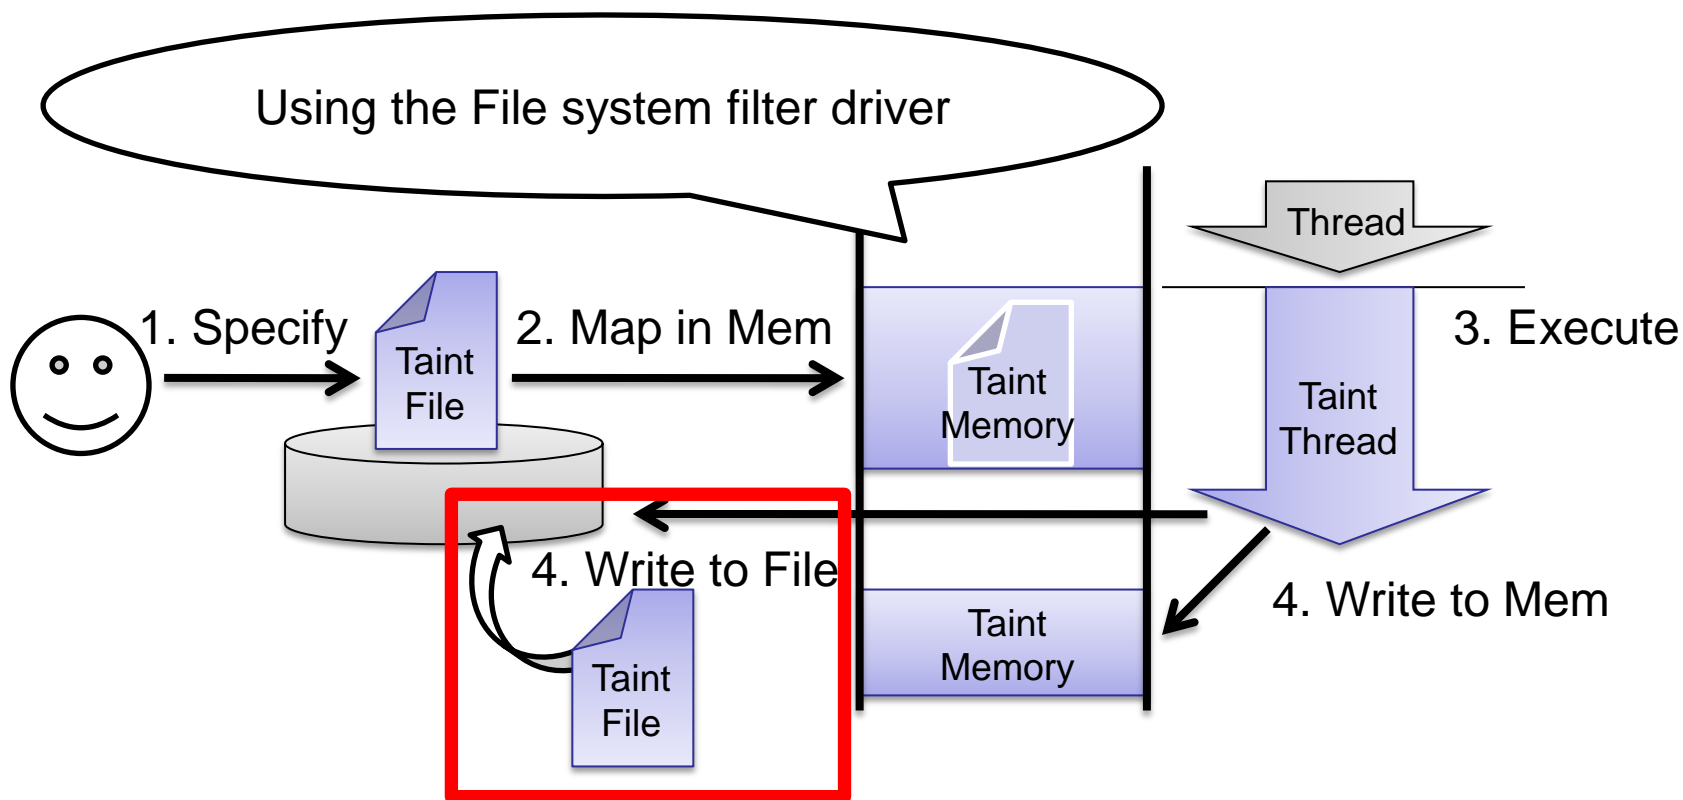 Using the File system filter driver
Thread
1. Specify
2. Map in Mem
3. Execute
Taint
File
Taint
Memory
Taint
Thread
4. Write to File
4. Write to Mem
Taint
File
Taint
Memory